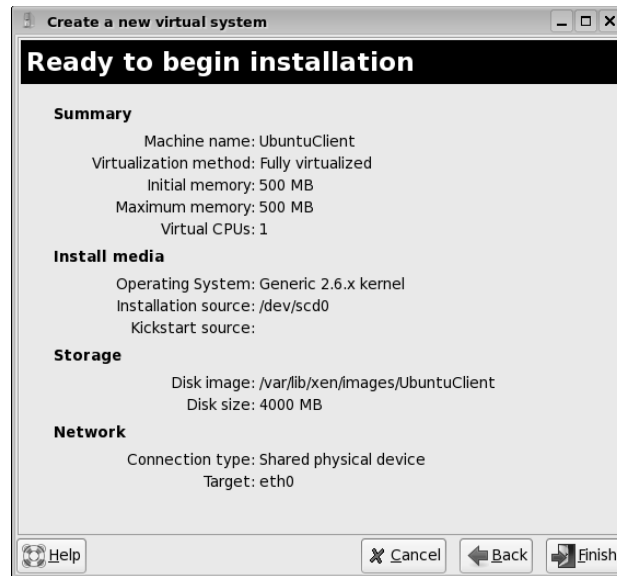 Create a new virtual system
Ready to begin installation
Summary
Machine name: UbuntuClient
Virtualization method: Fully virtualized
Initial memory: 500 MB
Maximum memory: 500 MB
Virtual CPUs: 1
Install media
Operating System: Generic 2.6.x kernel
Installation source: /dev/scd0
Kickstart source:
Storage
Disk image: /var/lib/xen/images/UbuntuClient
Disk size: 4000 MB
Network
Connection type: Shared physical device
Target: eth0
Help Cancel Back Finish